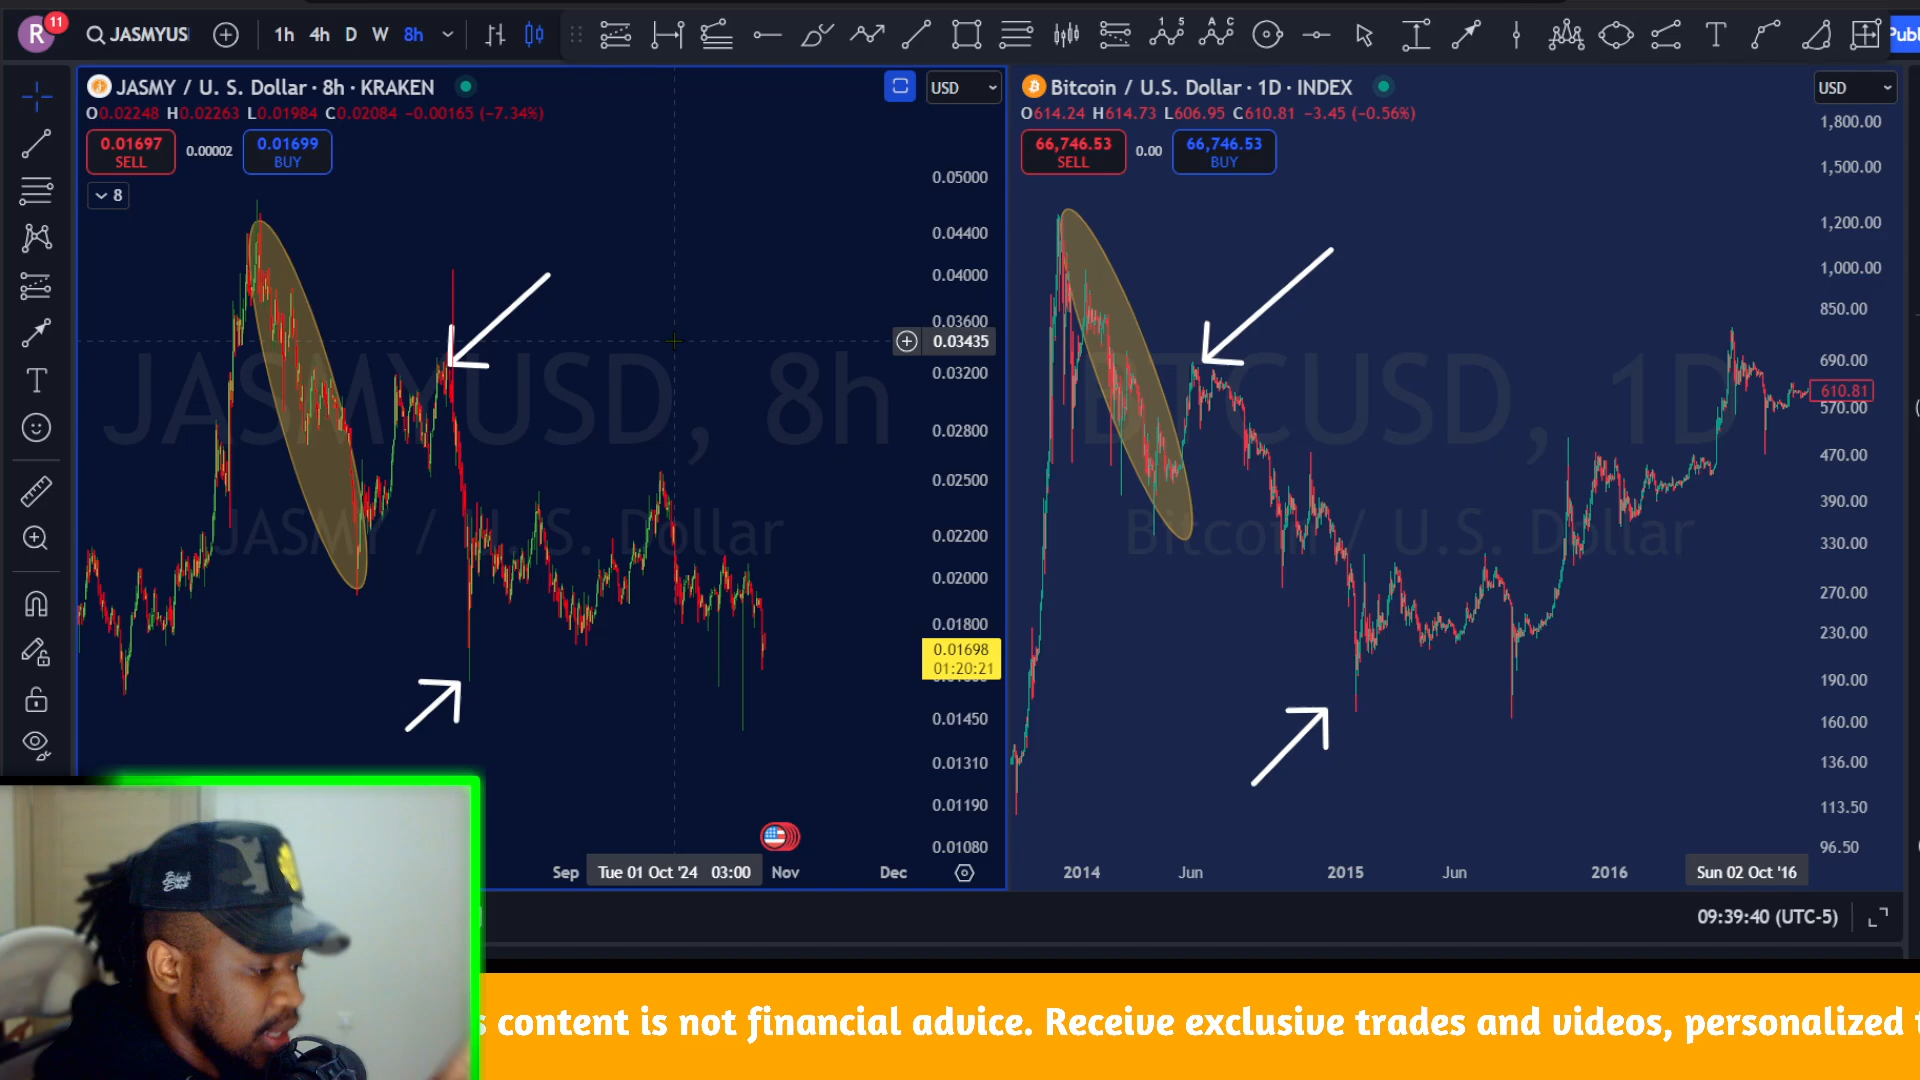 R
11
JASMYUS
1h 4h D W 8h
1 5
A C
T
Publ
JASMY / U. S. Dollar · 8h · KRAKEN
O0.02248 H0.02263 L0.01984 C0.02084 −0.00165 (−7.34%)
0.01697
SELL
0.00002
0.01699
BUY
8
USD
0.05000
0.04400
0.04000
0.03600
0.03435
0.03200
0.02800
0.02500
0.02200
0.02000
0.01800
0.01698
01:20:21
0.01450
0.01310
0.01190
0.01080
JASMYUSD, 8h
JASMY / U.S. Dollar
Sep
Tue 01 Oct '24 03:00
Nov
Dec
Bitcoin / U.S. Dollar · 1D · INDEX
O614.24 H614.73 L606.95 C610.81 −3.45 (−0.56%)
66,746.53
SELL
0.00
66,746.53
BUY
USD
1,800.00
1,500.00
1,200.00
1,000.00
850.00
690.00
610.81
570.00
470.00
390.00
330.00
270.00
230.00
190.00
160.00
136.00
113.50
96.50
BTCUSD, 1D
Bitcoin / U.S. Dollar
2014
Jun
2015
Jun
2016
Sun 02 Oct '16
09:39:40 (UTC-5)
content is not financial advice. Receive exclusive trades and videos, personalized